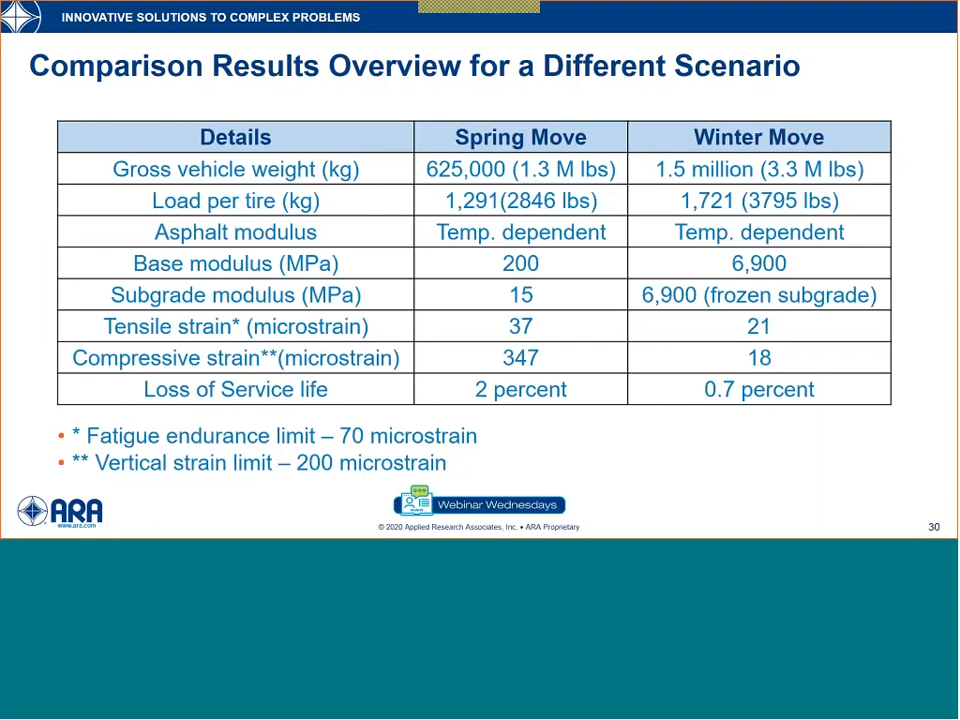 INNOVATIVE SOLUTIONS TO COMPLEX PROBLEMS
Comparison Results Overview for a Different Scenario
Details Spring Move Winter Move
Gross vehicle weight (kg) 625,000 (1.3 M lbs) 1.5 million (3.3 M lbs)
Load per tire (kg) 1,291(2846 lbs) 1,721 (3795 lbs)
Asphalt modulus Temp. dependent Temp. dependent
Base modulus (MPa) 200 6,900
Subgrade modulus (MPa) 15 6,900 (frozen subgrade)
Tensile strain* (microstrain) 37 21
Compressive strain**(microstrain) 347 18
Loss of Service life 2 percent 0.7 percent
• * Fatigue endurance limit – 70 microstrain
• ** Vertical strain limit – 200 microstrain
ARA
www.ara.com
Webinar Wednesdays
© 2020 Applied Research Associates, Inc. • ARA Proprietary
30